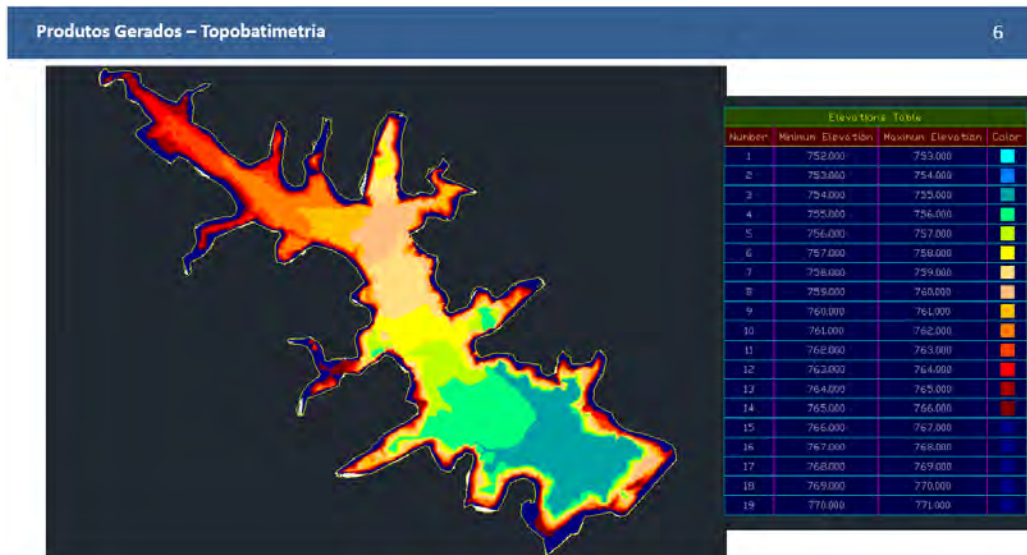 Produtos Gerados – Topobatimetria 6
Elevations Table
Number Minimum Elevation Maximum Elevation Color
1 752.000 753.000
2 753.000 754.000
3 754.000 755.000
4 755.000 756.000
5 756.000 757.000
6 757.000 758.000
7 758.000 759.000
8 759.000 760.000
9 760.000 761.000
10 761.000 762.000
11 762.000 763.000
12 763.000 764.000
13 764.000 765.000
14 765.000 766.000
15 766.000 767.000
16 767.000 768.000
17 768.000 769.000
18 769.000 770.000
19 770.000 771.000